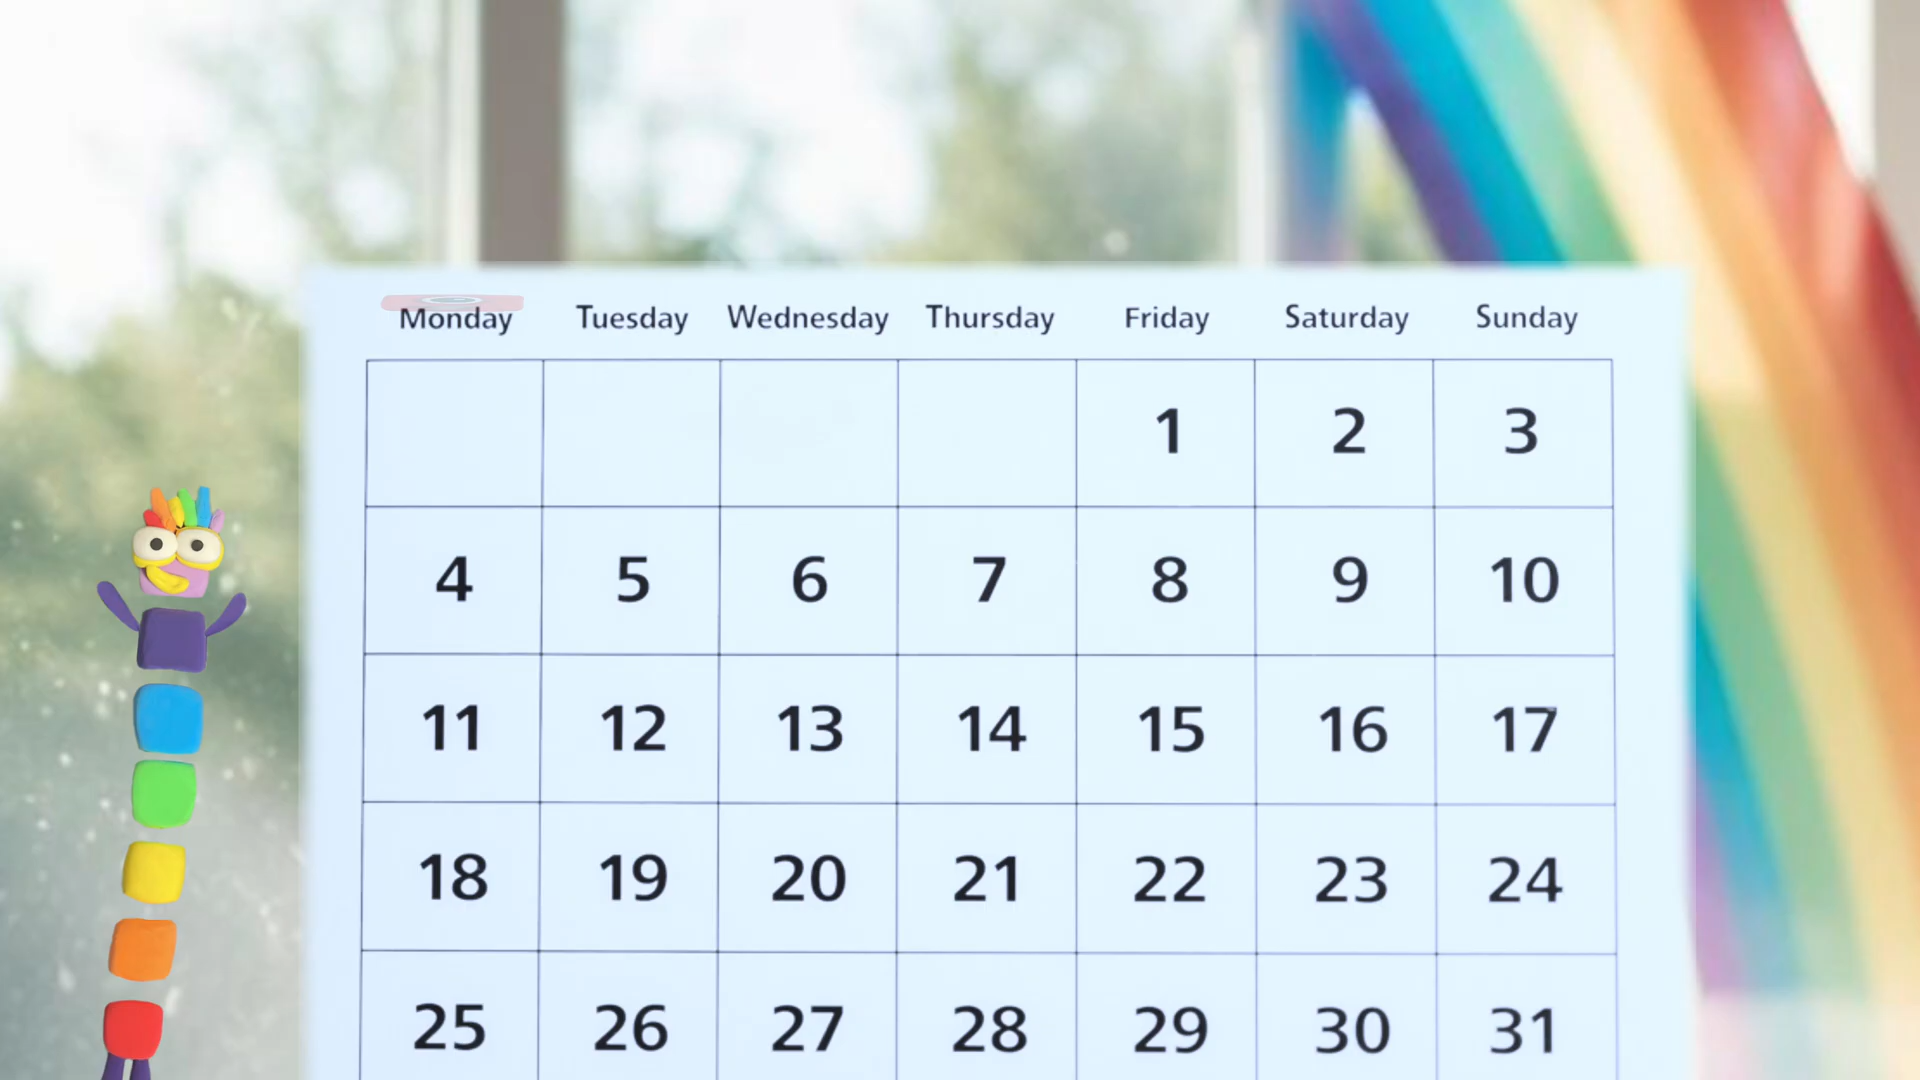 Monday Tuesday Wednesday Thursday Friday Saturday Sunday
1 2 3
4 5 6 7 8 9 10
11 12 13 14 15 16 17
18 19 20 21 22 23 24
25 26 27 28 29 30 31